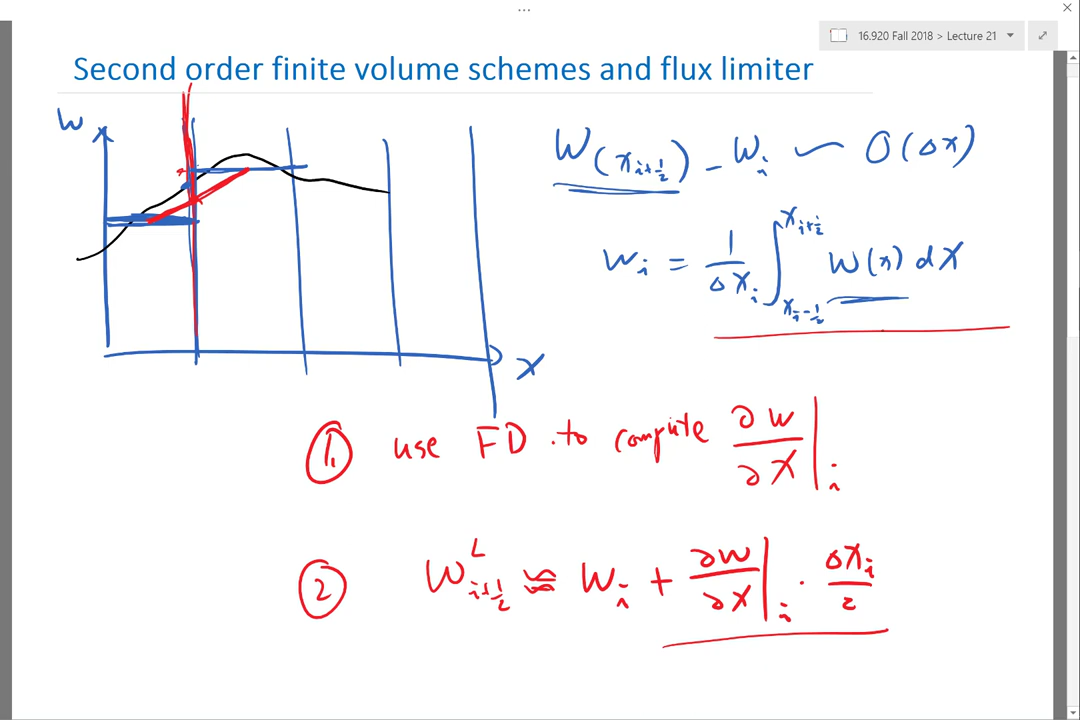 16.920 Fall 2018 > Lecture 21
Second order finite volume schemes and flux limiter
W
W(x_{i+½}) - W_i ~ O(Δx)
W_i = 1/Δx_i ∫_{x_{i-½}}^{x_{i+½}} W(x) dx
x
① use FD to compute ∂W/∂x |_i
② W^L_{i+½} ≈ W_i + ∂W/∂x |_i · Δx_i/2